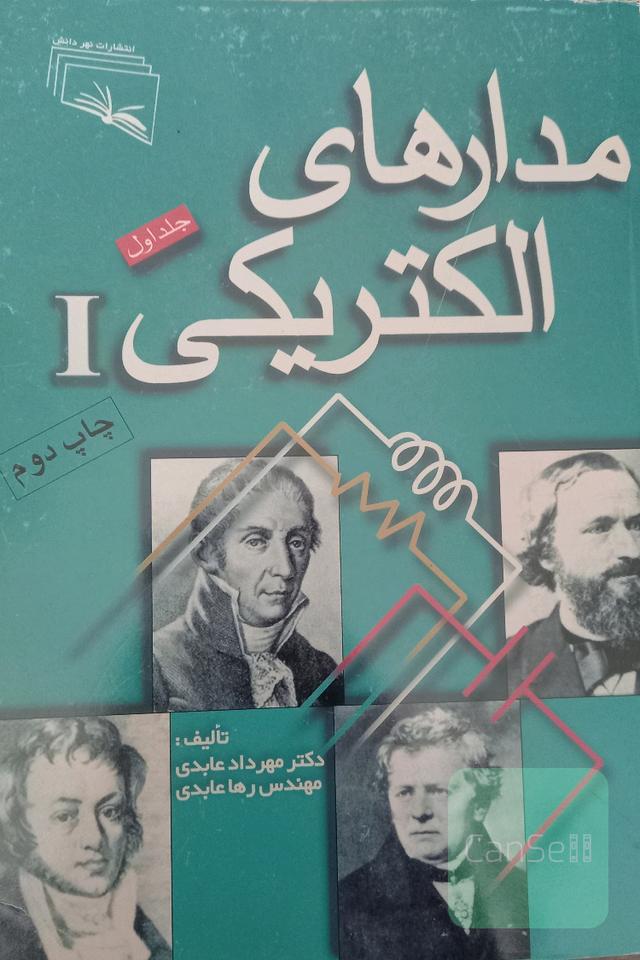 انتشارات نهر دانش
مدارهای
جلد اول
الکتریکی I
چاپ دوم
تألیف:
دکتر مهرداد عابدی
مهندس رها عابدی
CanSell